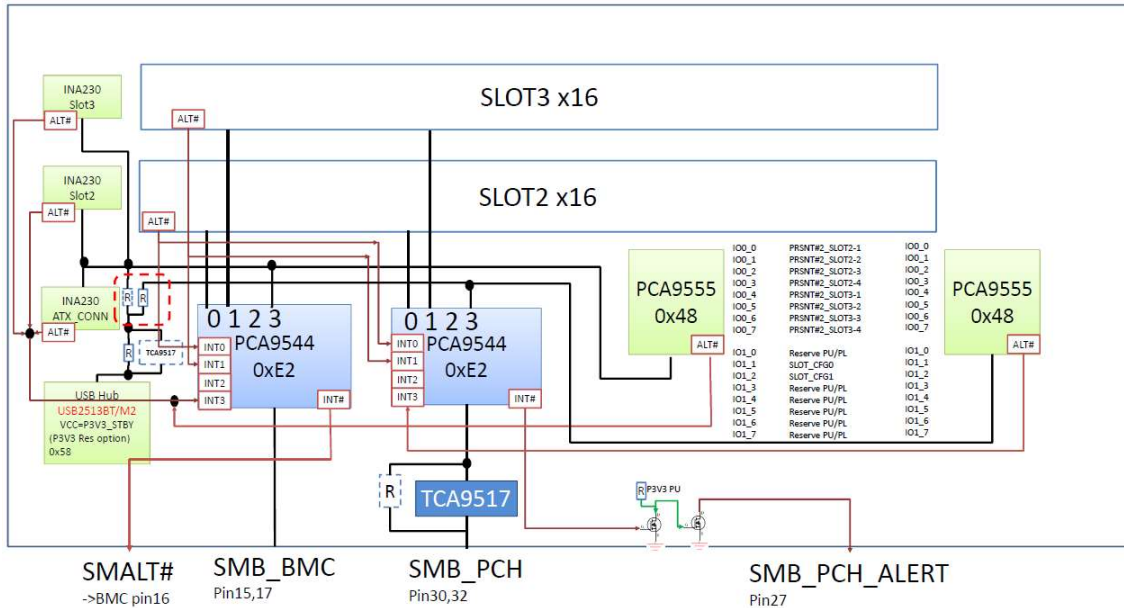 SLOT3 x16
INA230
Slot3
ALT#
ALT#
SLOT2 x16
INA230
Slot2
ALT#
ALT#
INA230
ATX_CONN
ALT#
R
R
R
TCA9517
USB Hub
USB2513BT/M2
VCC=P3V3_STBY
(P3V3 Res option)
0x58
0 1 2 3
PCA9544
0xE2
INT0
INT1
INT2
INT3
INT#
0 1 2 3
PCA9544
0xE2
INT0
INT1
INT2
INT3
INT#
PCA9555
0x48
ALT#
IO0_0 PRSNT#2_SLOT2-1 IO0_0
IO0_1 PRSNT#2_SLOT2-2 IO0_1
IO0_2 PRSNT#2_SLOT2-3 IO0_2
IO0_3 PRSNT#2_SLOT2-4 IO0_3
IO0_4 PRSNT#2_SLOT3-1 IO0_4
IO0_5 PRSNT#2_SLOT3-2 IO0_5
IO0_6 PRSNT#2_SLOT3-3 IO0_6
IO0_7 PRSNT#2_SLOT3-4 IO0_7
IO1_0 Reserve PU/PL IO1_0
IO1_1 SLOT_CFG0 IO1_1
IO1_2 SLOT_CFG1 IO1_2
IO1_3 Reserve PU/PL IO1_3
IO1_4 Reserve PU/PL IO1_4
IO1_5 Reserve PU/PL IO1_5
IO1_6 Reserve PU/PL IO1_6
IO1_7 Reserve PU/PL IO1_7
PCA9555
0x48
ALT#
R
TCA9517
R P3V3 PU
SMALT#
->BMC pin16
SMB_BMC
Pin15,17
SMB_PCH
Pin30,32
SMB_PCH_ALERT
Pin27